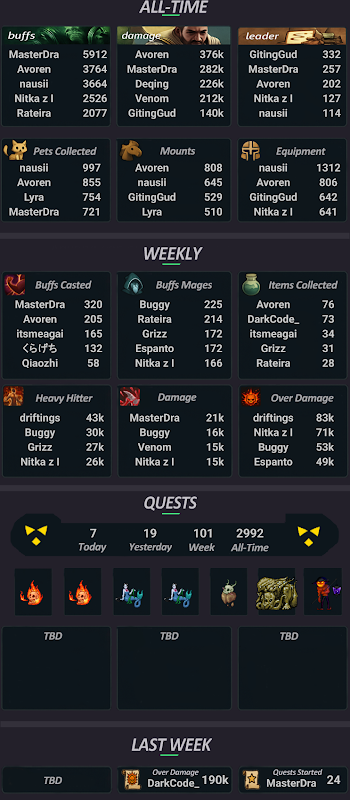 ALL-TIME
buffs damage leader
MasterDra 5912 Avoren 376k GitingGud 332
Avoren 3764 MasterDra 282k MasterDra 257
nausii 3664 Deqing 226k Avoren 202
Nitka z l 2526 Venom 212k Nitka z l 127
Rateira 2077 GitingGud 140k nausii 114
Pets Collected Mounts Equipment
nausii 997 Avoren 808 nausii 1312
Avoren 855 nausii 645 Avoren 806
Lyra 754 GitingGud 529 GitingGud 642
MasterDra 721 Lyra 510 Nitka z l 641
WEEKLY
Buffs Casted Buffs Mages Items Collected
MasterDra 320 Buggy 225 Avoren 76
Avoren 205 Rateira 214 DarkCode_ 73
itsmeagai 165 Grizz 172 itsmeagai 34
くらげち 132 Espanto 172 Grizz 31
Qiaozhi 58 Nitka z l 166 Rateira 28
Heavy Hitter Damage Over Damage
driftings 43k MasterDra 21k driftings 83k
Buggy 30k Buggy 16k Nitka z l 71k
Grizz 27k Venom 15k Buggy 53k
Nitka z l 26k Nitka z l 15k Espanto 49k
QUESTS
7 19 101 2992
Today Yesterday Week All-Time
TBD TBD TBD
LAST WEEK
TBD Over Damage Quests Started
DarkCode_ 190k MasterDra 24